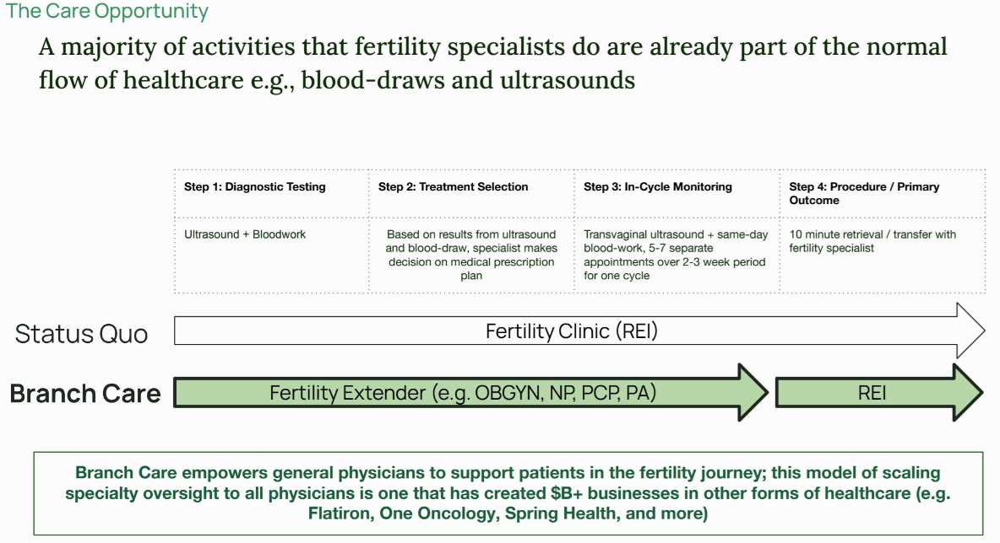 The Care Opportunity
A majority of activities that fertility specialists do are already part of the normal
flow of healthcare e.g., blood-draws and ultrasounds
Step 1: Diagnostic Testing
Ultrasound + Bloodwork
Step 2: Treatment Selection
Based on results from ultrasound
and blood-draw, specialist makes
decision on medical prescription
plan
Step 3: In-Cycle Monitoring
Transvaginal ultrasound + same-day
blood-work, 5-7 separate
appointments over 2-3 week period
for one cycle
Step 4: Procedure / Primary
Outcome
10 minute retrieval / transfer with
fertility specialist
Status Quo
Fertility Clinic (REI)
Branch Care
Fertility Extender (e.g. OBGYN, NP, PCP, PA)
REI
Branch Care empowers general physicians to support patients in the fertility journey; this model of scaling
specialty oversight to all physicians is one that has created $B+ businesses in other forms of healthcare (e.g.
Flatiron, One Oncology, Spring Health, and more)